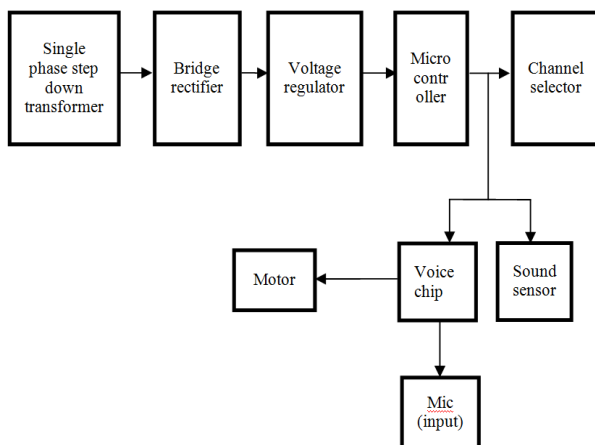 Single
phase step
down
transformer
Bridge
rectifier
Voltage
regulator
Micro
contr
oller
Channel
selector
Motor
Voice
chip
Sound
sensor
Mic
(input)